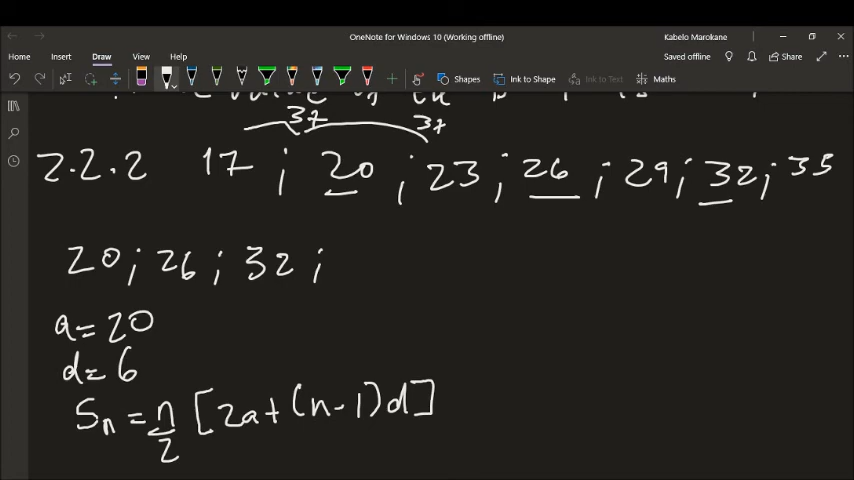 OneNote for Windows 10 (Working offline)
Kabelo Marokane
Home Insert Draw View Help
Saved offline Share
Shapes Ink to Shape Ink to Text Maths
37
37
2.2.2 17 ; 20 ; 23 ; 26 ; 29 ; 32 ; 35
20 ; 26 ; 32 ;
a = 20
d = 6
Sn = n/2 [2a + (n - 1) d]